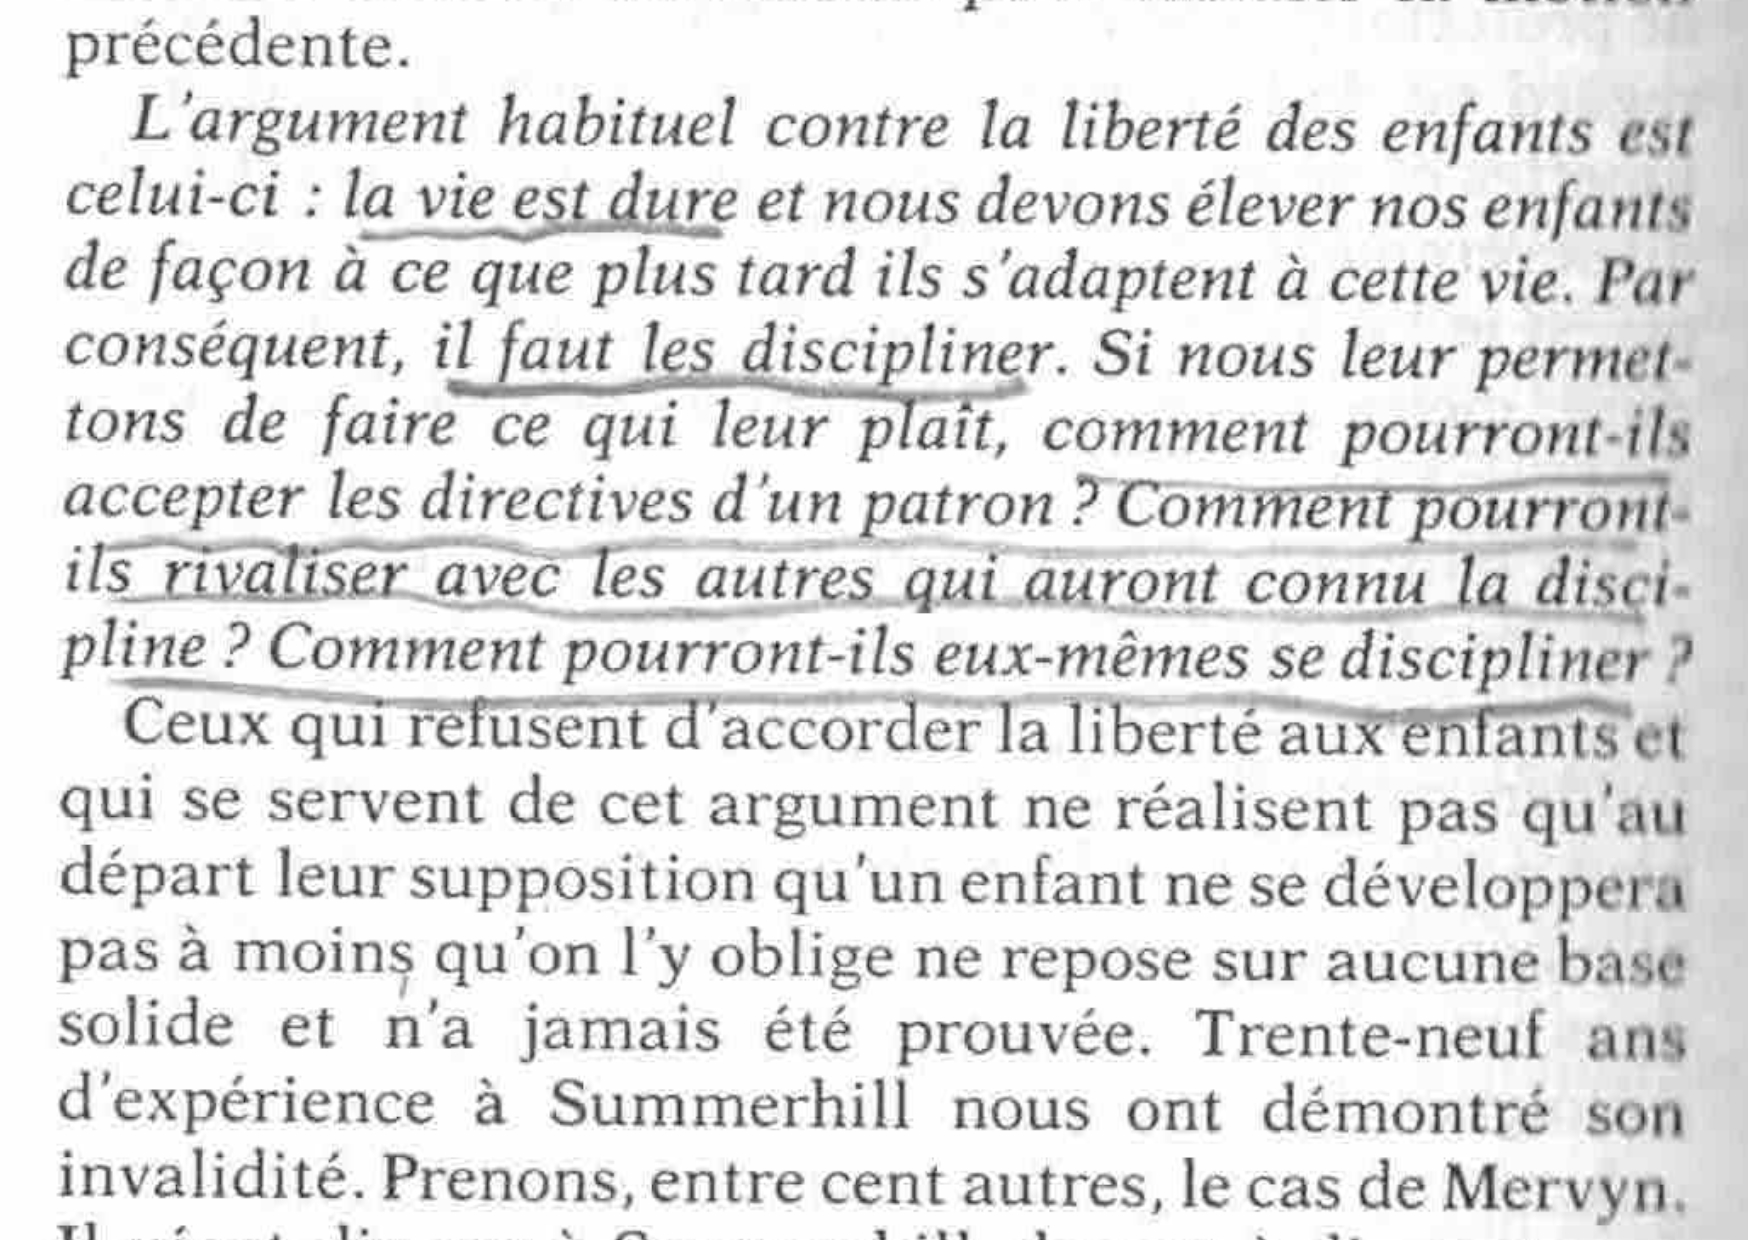 précédente.
L'argument habituel contre la liberté des enfants est
celui-ci : la vie est dure et nous devons élever nos enfants
de façon à ce que plus tard ils s'adaptent à cette vie. Par
conséquent, il faut les discipliner. Si nous leur permet-
tons de faire ce qui leur plaît, comment pourront-ils
accepter les directives d'un patron ? Comment pourront-
ils rivaliser avec les autres qui auront connu la disci-
pline ? Comment pourront-ils eux-mêmes se discipliner ?
Ceux qui refusent d'accorder la liberté aux enfants et
qui se servent de cet argument ne réalisent pas qu'au
départ leur supposition qu'un enfant ne se développera
pas à moins qu'on l'y oblige ne repose sur aucune base
solide et n'a jamais été prouvée. Trente-neuf ans
d'expérience à Summerhill nous ont démontré son
invalidité. Prenons, entre cent autres, le cas de Mervyn.